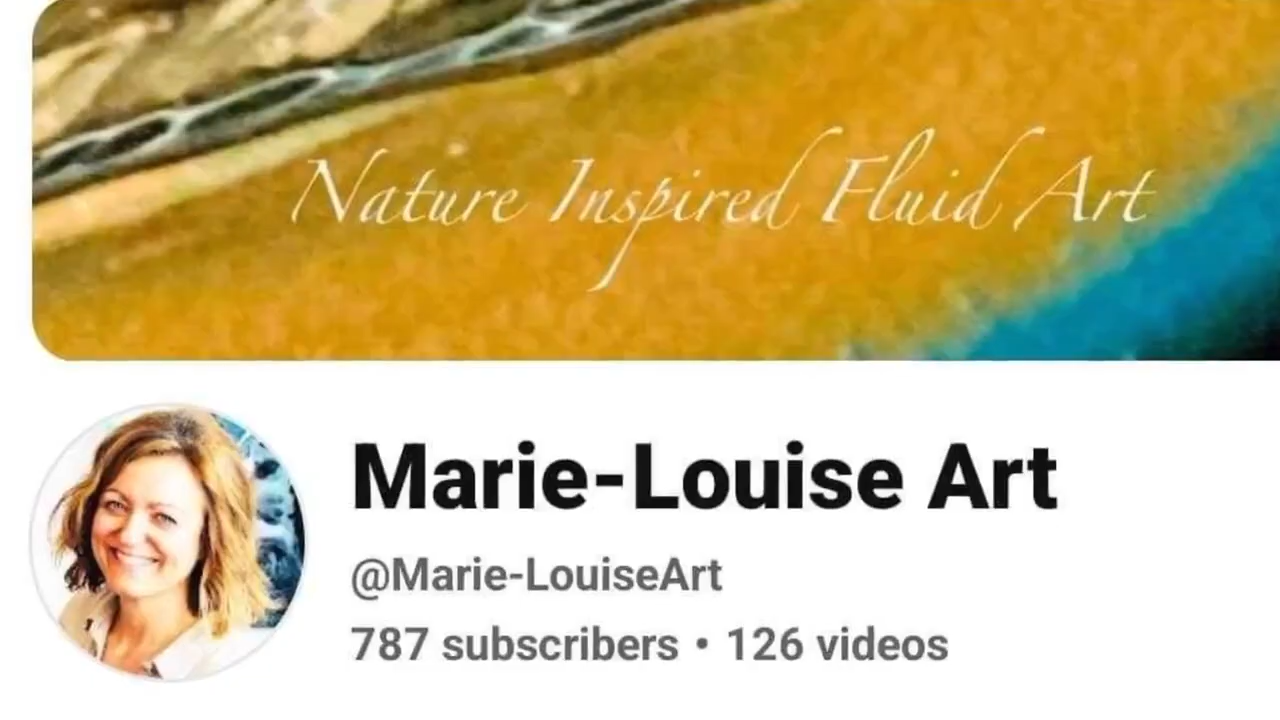 Nature Inspired Fluid Art
Marie-Louise Art
@Marie-LouiseArt
787 subscribers • 126 videos